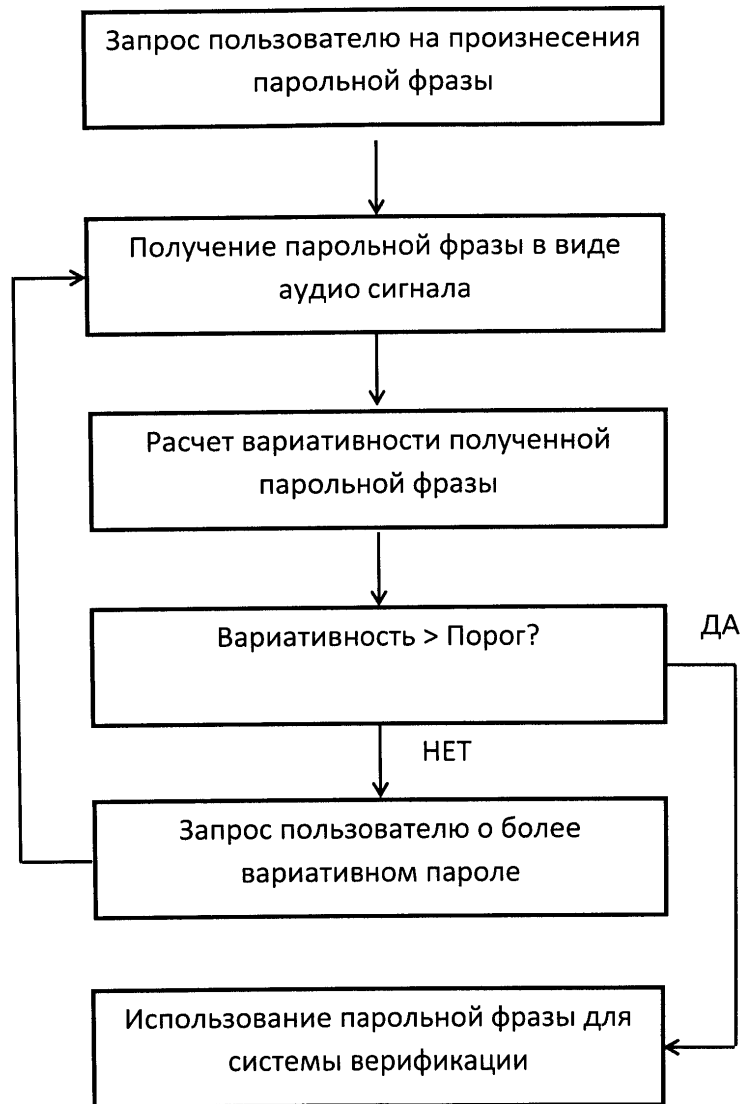 Запрос пользователю на произнесения
парольной фразы
Получение парольной фразы в виде
аудио сигнала
Расчет вариативности полученной
парольной фразы
Вариативность > Порог?
ДА
НЕТ
Запрос пользователю о более
вариативном пароле
Использование парольной фразы для
системы верификации